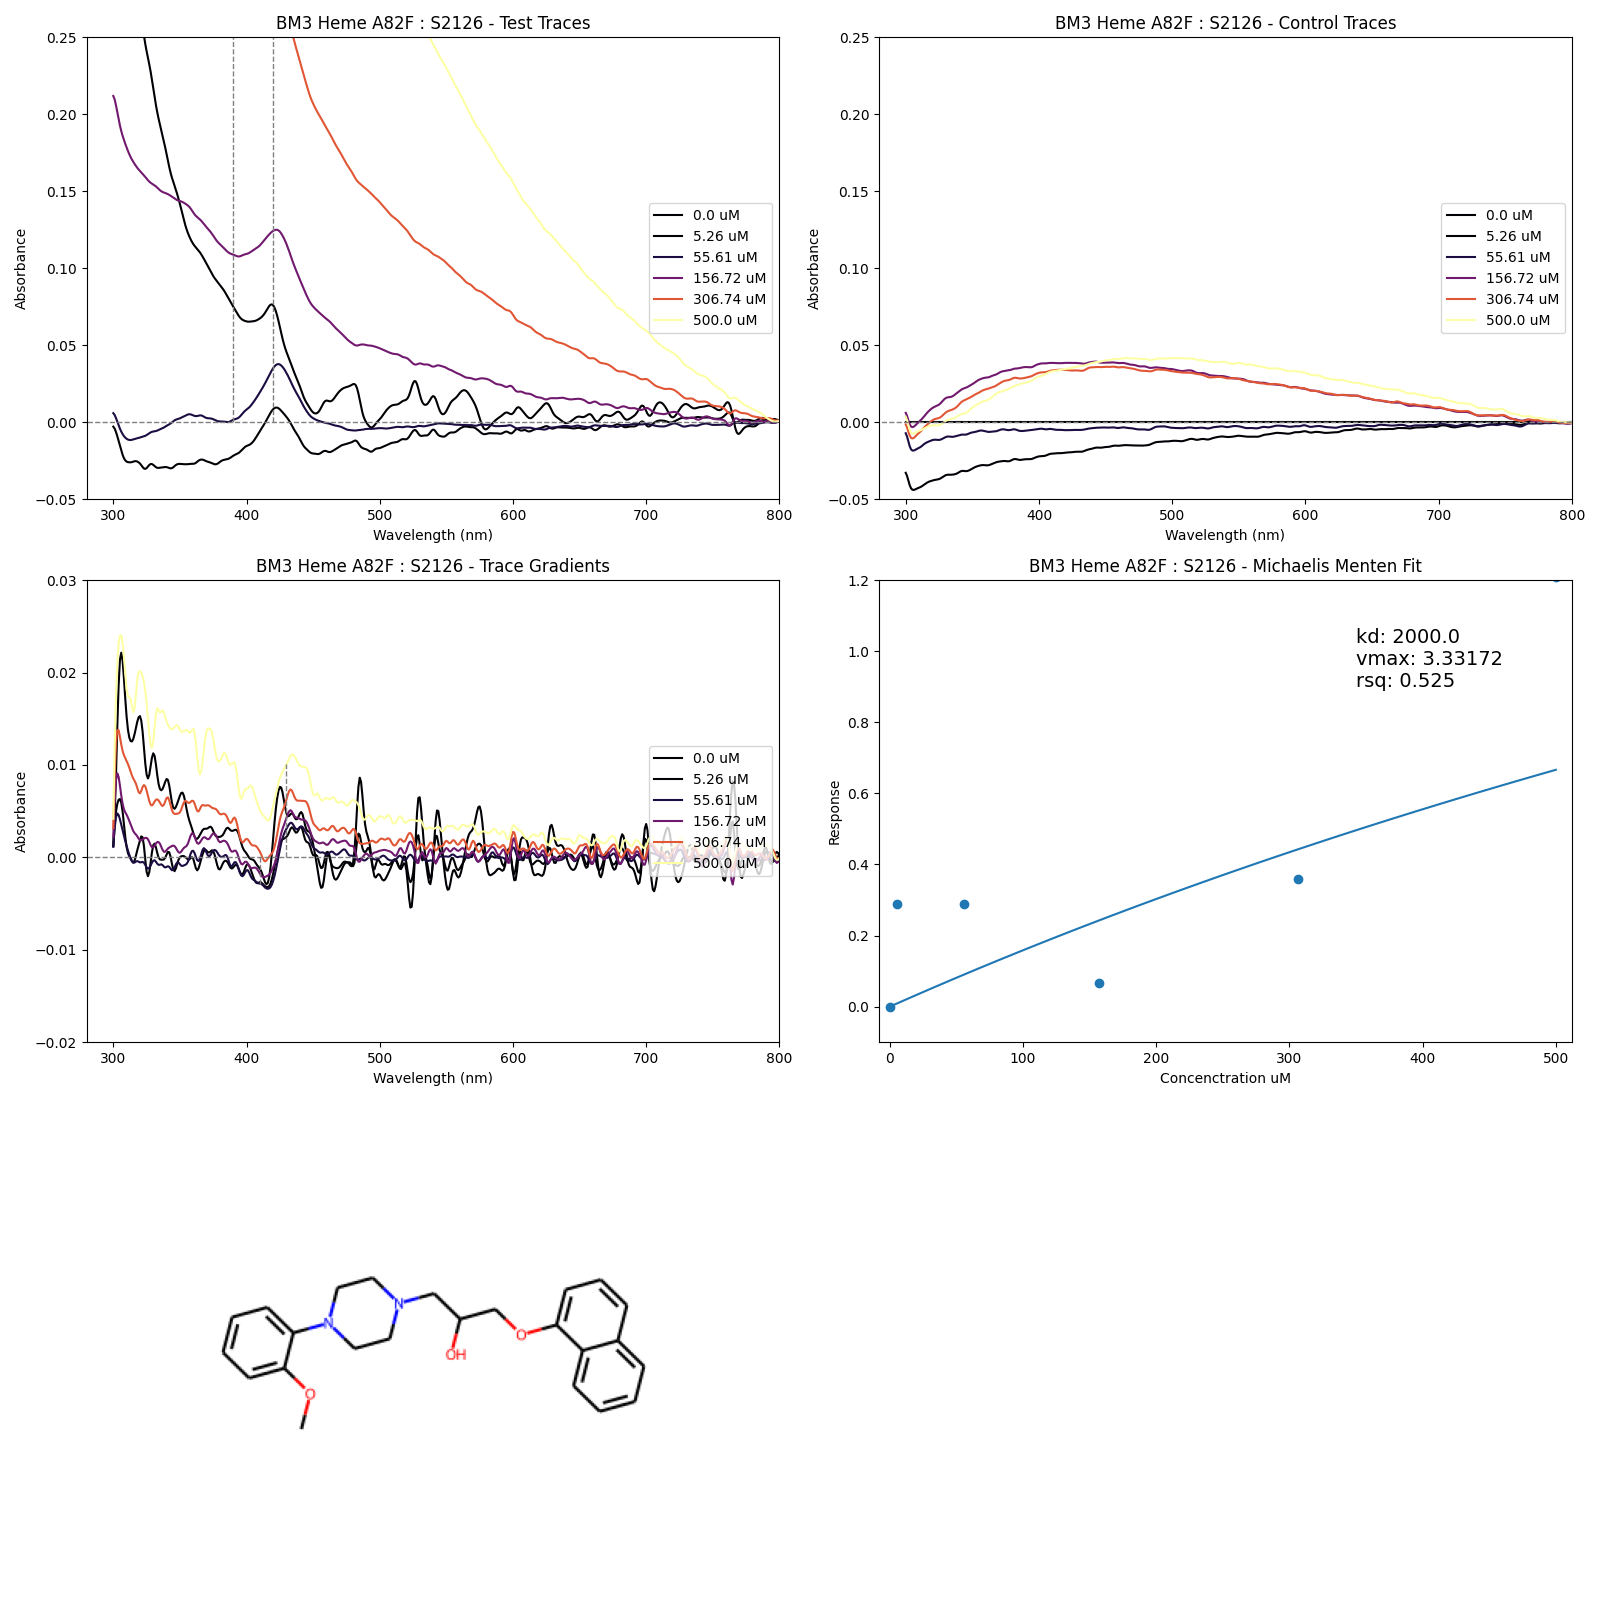 BM3 Heme A82F : S2126 - Test Traces
0.25
0.20
0.15
0.10
0.05
0.00
−0.05
Absorbance
300 400 500 600 700 800
Wavelength (nm)
0.0 uM
5.26 uM
55.61 uM
156.72 uM
306.74 uM
500.0 uM
BM3 Heme A82F : S2126 - Control Traces
0.25
0.20
0.15
0.10
0.05
0.00
−0.05
Absorbance
300 400 500 600 700 800
Wavelength (nm)
0.0 uM
5.26 uM
55.61 uM
156.72 uM
306.74 uM
500.0 uM
BM3 Heme A82F : S2126 - Trace Gradients
0.03
0.02
0.01
0.00
−0.01
−0.02
Absorbance
300 400 500 600 700 800
Wavelength (nm)
0.0 uM
5.26 uM
55.61 uM
156.72 uM
306.74 uM
500.0 uM
BM3 Heme A82F : S2126 - Michaelis Menten Fit
1.2
1.0
0.8
0.6
0.4
0.2
0.0
Response
0 100 200 300 400 500
Concenctration uM
kd: 2000.0
vmax: 3.33172
rsq: 0.525
N
N
O
OH
O